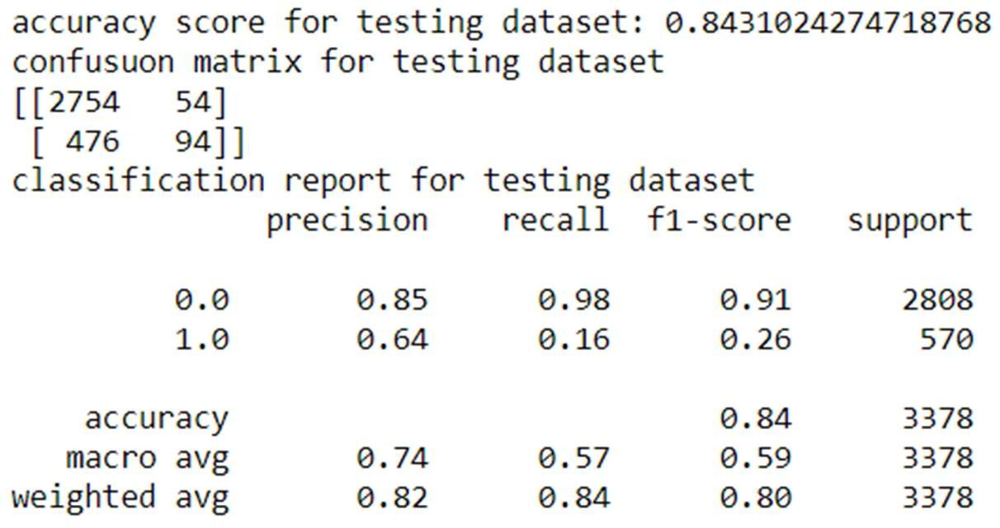 accuracy score for testing dataset: 0.8431024274718768
confusuon matrix for testing dataset
[[2754   54]
 [ 476   94]]
classification report for testing dataset
              precision    recall  f1-score   support

         0.0       0.85      0.98      0.91      2808
         1.0       0.64      0.16      0.26       570

    accuracy                           0.84      3378
   macro avg       0.74      0.57      0.59      3378
weighted avg       0.82      0.84      0.80      3378